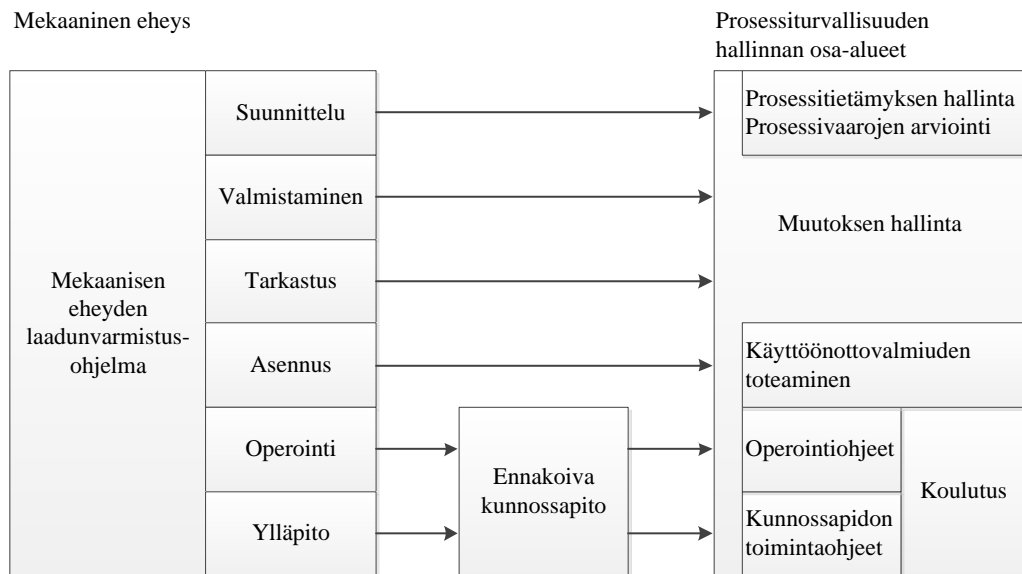 Mekaaninen eheys
Prosessiturvallisuuden
hallinnan osa-alueet
Mekaanisen
eheyden
laadunvarmistus-
ohjelma
Suunnittelu
Valmistaminen
Tarkastus
Asennus
Operointi
Ylläpito
Ennakoiva
kunnossapito
Prosessitietämyksen hallinta
Prosessivaarojen arviointi
Muutoksen hallinta
Käyttöönottovalmiuden
toteaminen
Operointiohjeet
Kunnossapidon
toimintaohjeet
Koulutus